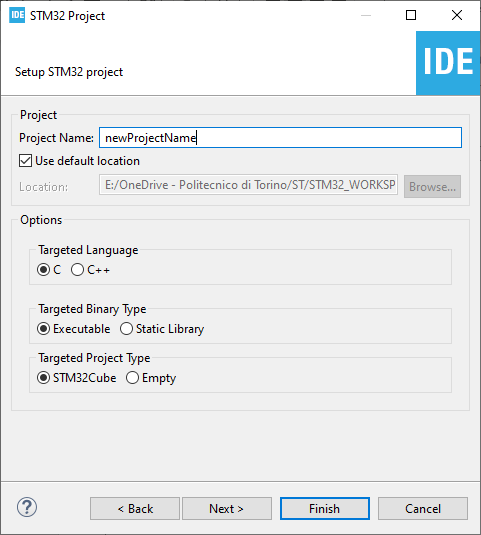 IDE STM32 Project
Setup STM32 project
IDE
Project
Project Name: newProjectName
Use default location
Location: E:/OneDrive - Politecnico di Torino/ST/STM32_WORKSP Browse...
Options
Targeted Language
C C++
Targeted Binary Type
Executable Static Library
Targeted Project Type
STM32Cube Empty
? < Back Next > Finish Cancel